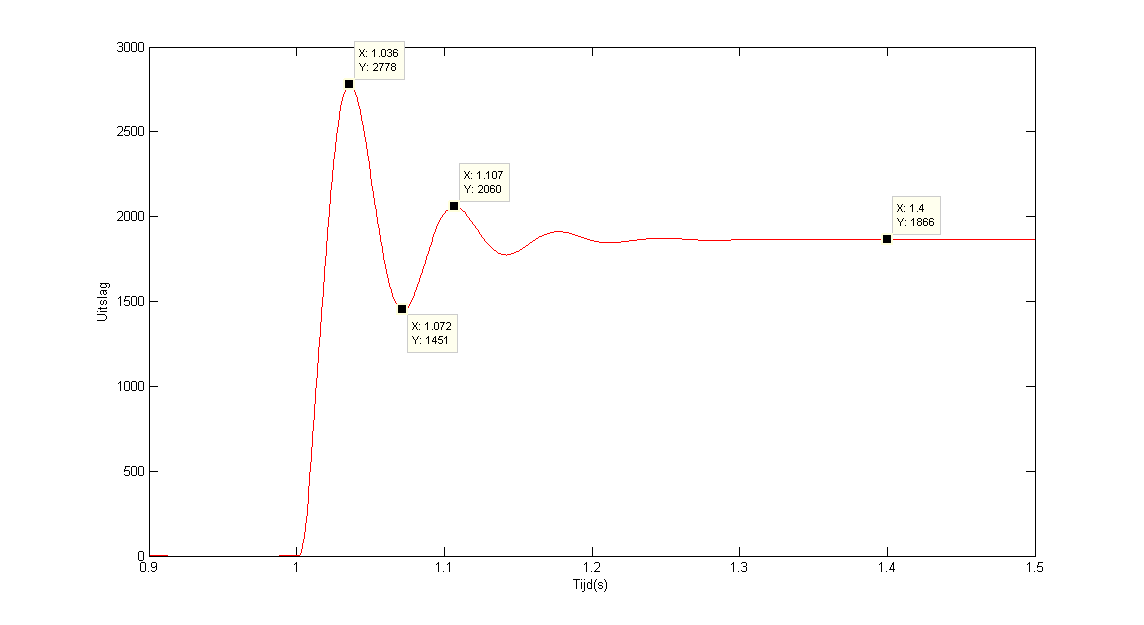 3000
2500
2000
1500
1000
500
0
Uitslag
X: 1.036
Y: 2778
X: 1.107
Y: 2060
X: 1.4
Y: 1866
X: 1.072
Y: 1451
0.9
1
1.1
1.2
1.3
1.4
1.5
Tijd(s)